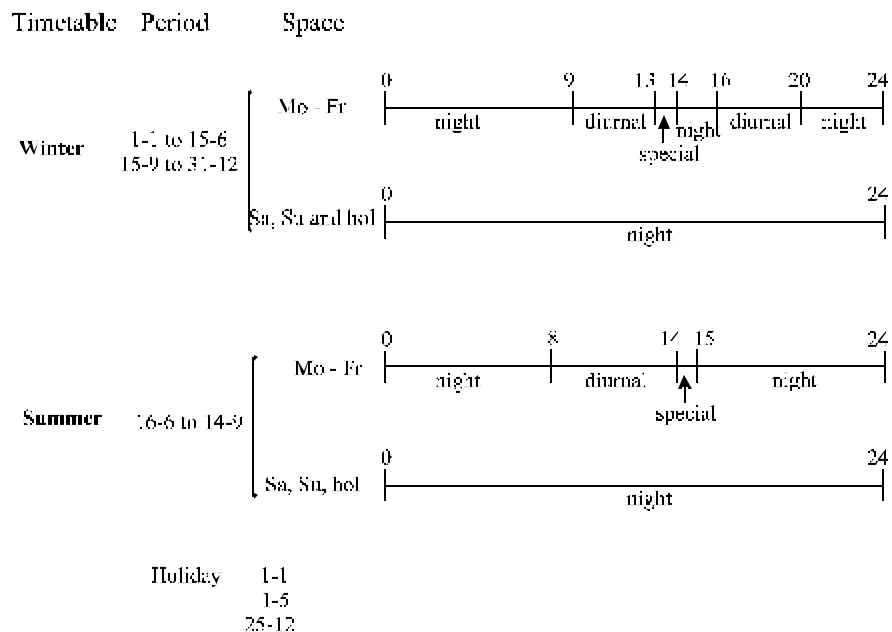 Timetable Period Space
0 9 13 14 16 20 24
Mo - Fr
night diurnal night diurnal night
special
Winter
1-1 to 15-6
15-9 to 31-12
0 24
Sa, Su and hol
night
0 8 14 15 24
Mo - Fr
night diurnal night
special
Summer 16-6 to 14-9
0 24
Sa, Su, hol
night
Holiday 1-1
1-5
25-12